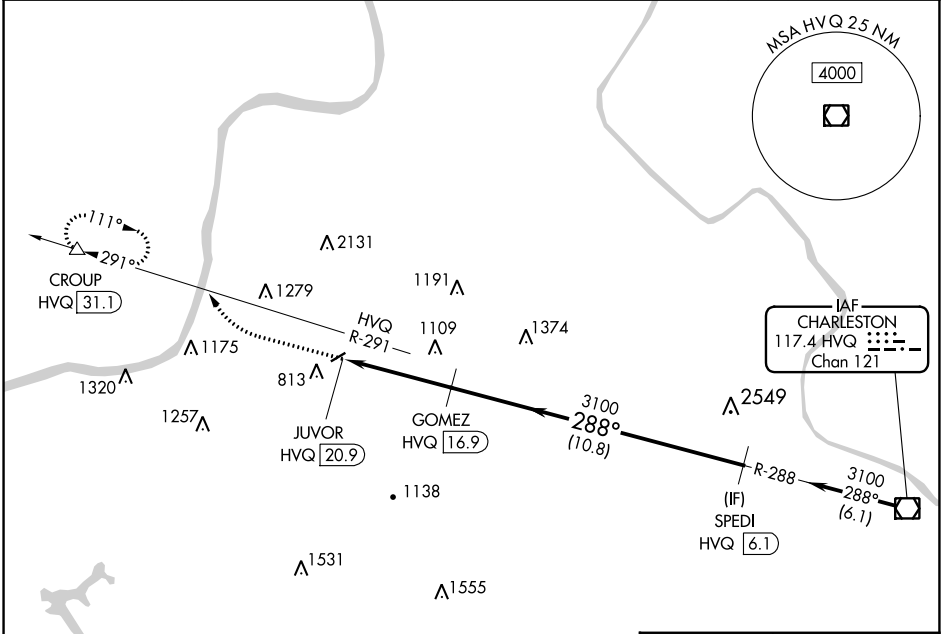 MSA HVQ 25 NM
4000
111°
291°
CROUP
HVQ 31.1
2131
1279
1191
HVQ
R-291
1109
1374
1175
1320
813
1257
JUVOR
HVQ 20.9
GOMEZ
HVQ 16.9
3100
288°
(10.8)
2549
IAF
CHARLESTON
117.4 HVQ
Chan 121
R-288
3100
288°
(6.1)
(IF)
SPEDI
HVQ 6.1
1138
1531
1555